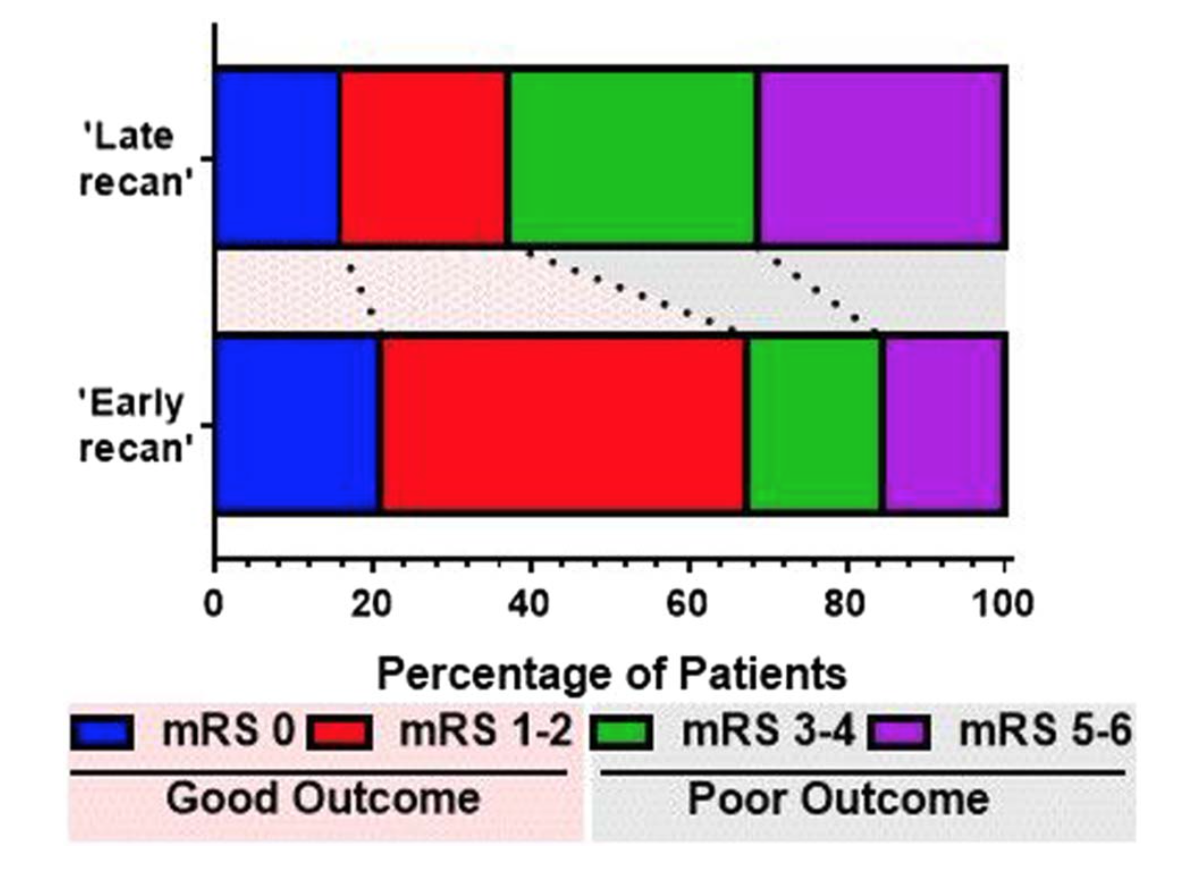 'Late
recan'
'Early
recan'
0 20 40 60 80 100
Percentage of Patients
mRS 0 mRS 1-2 mRS 3-4 mRS 5-6
Good Outcome Poor Outcome